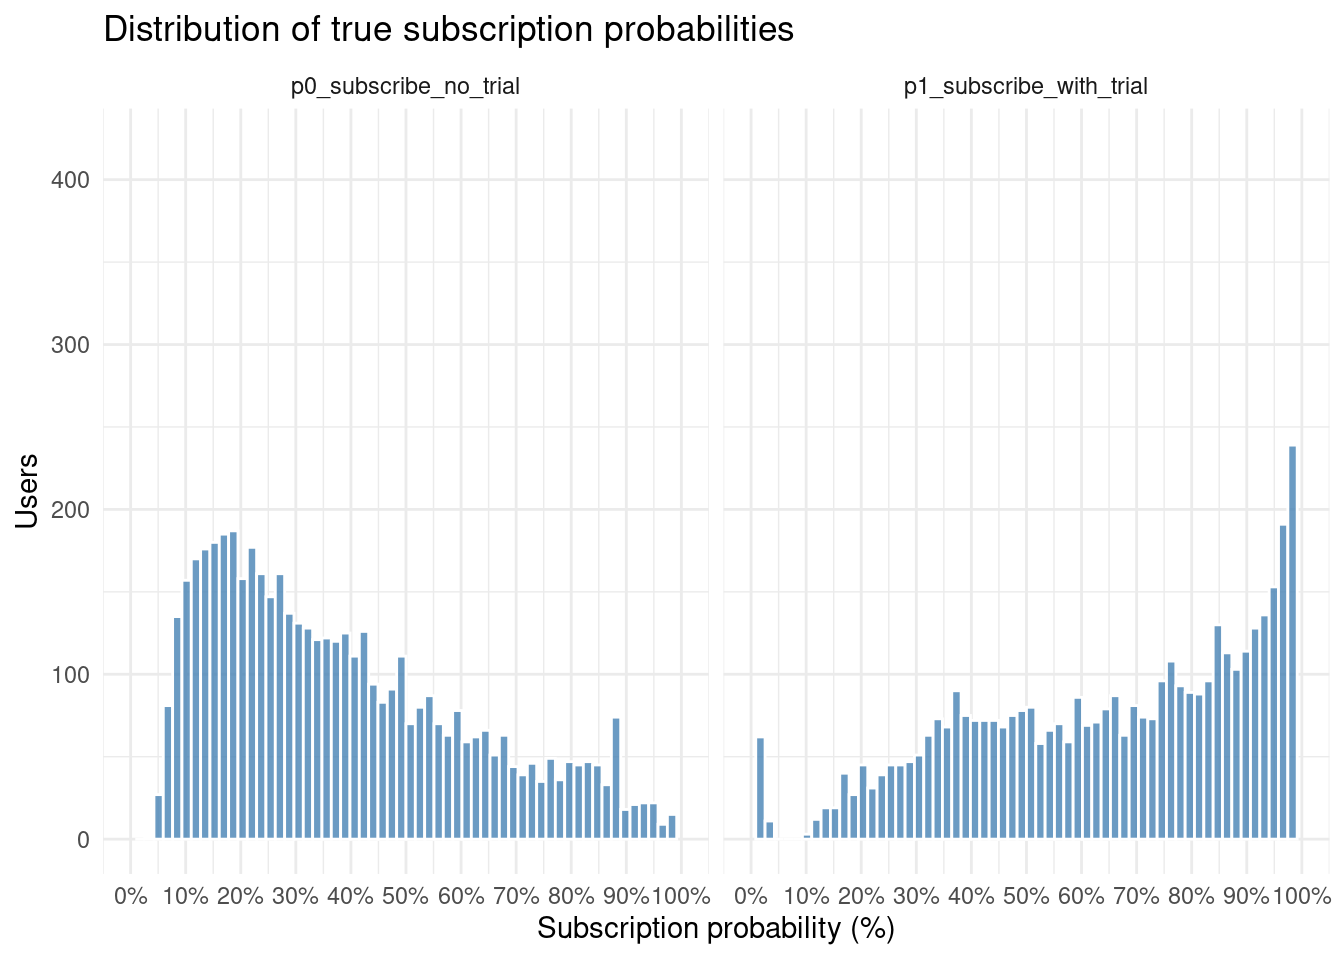 Distribution of true subscription probabilities
p0_subscribe_no_trial
p1_subscribe_with_trial
400
300
200
100
0
Users
0% 10% 20% 30% 40% 50% 60% 70% 80% 90% 100%
0% 10% 20% 30% 40% 50% 60% 70% 80% 90% 100%
Subscription probability (%)